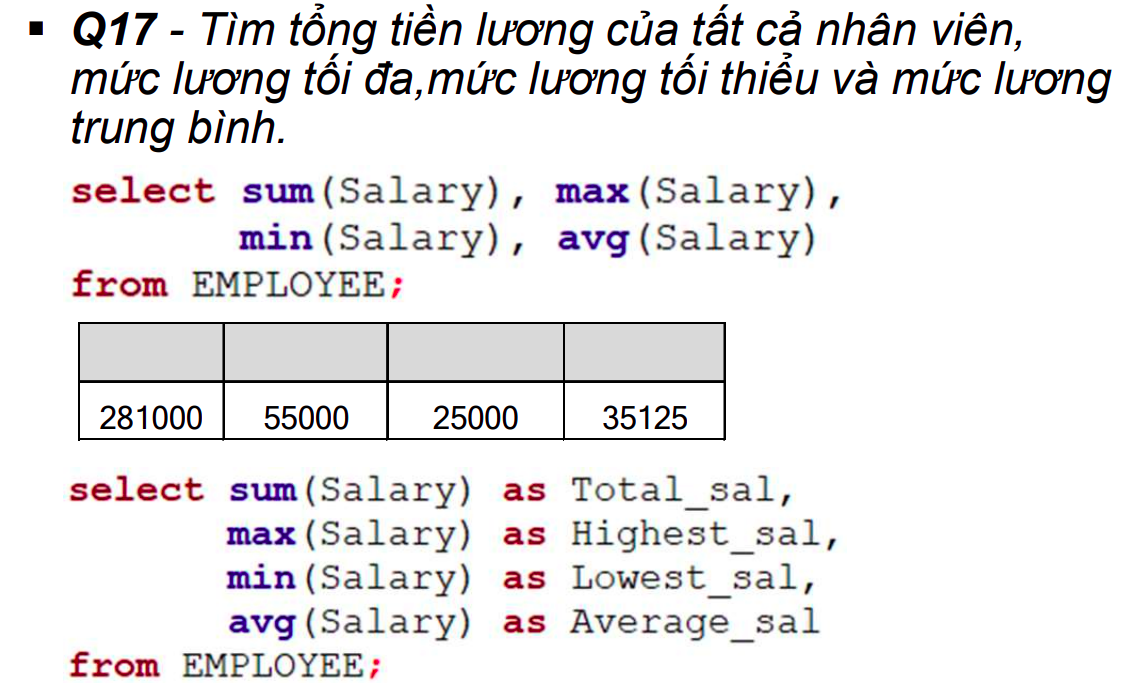 ▪ Q17 - Tìm tổng tiền lương của tất cả nhân viên,
mức lương tối đa,mức lương tối thiểu và mức lương
trung bình.
select sum(Salary), max(Salary),
min(Salary), avg(Salary)
from EMPLOYEE;
281000 55000 25000 35125
select sum(Salary) as Total_sal,
max(Salary) as Highest_sal,
min(Salary) as Lowest_sal,
avg(Salary) as Average_sal
from EMPLOYEE;